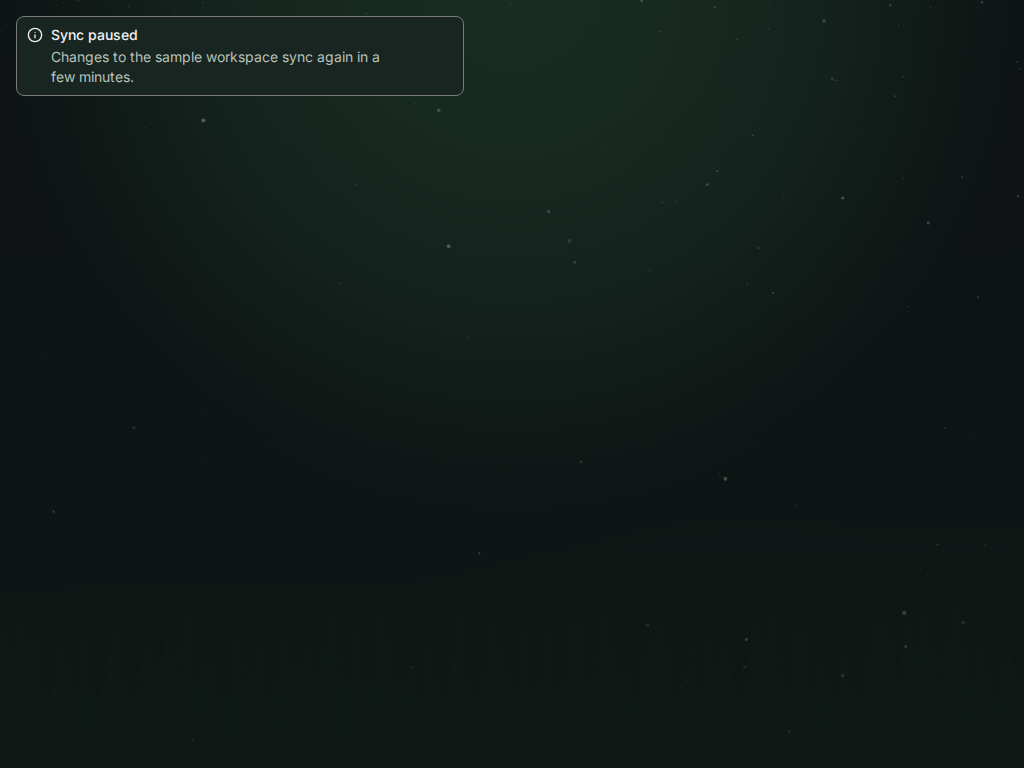 Sync paused
Changes to the sample workspace sync again in a
few minutes.